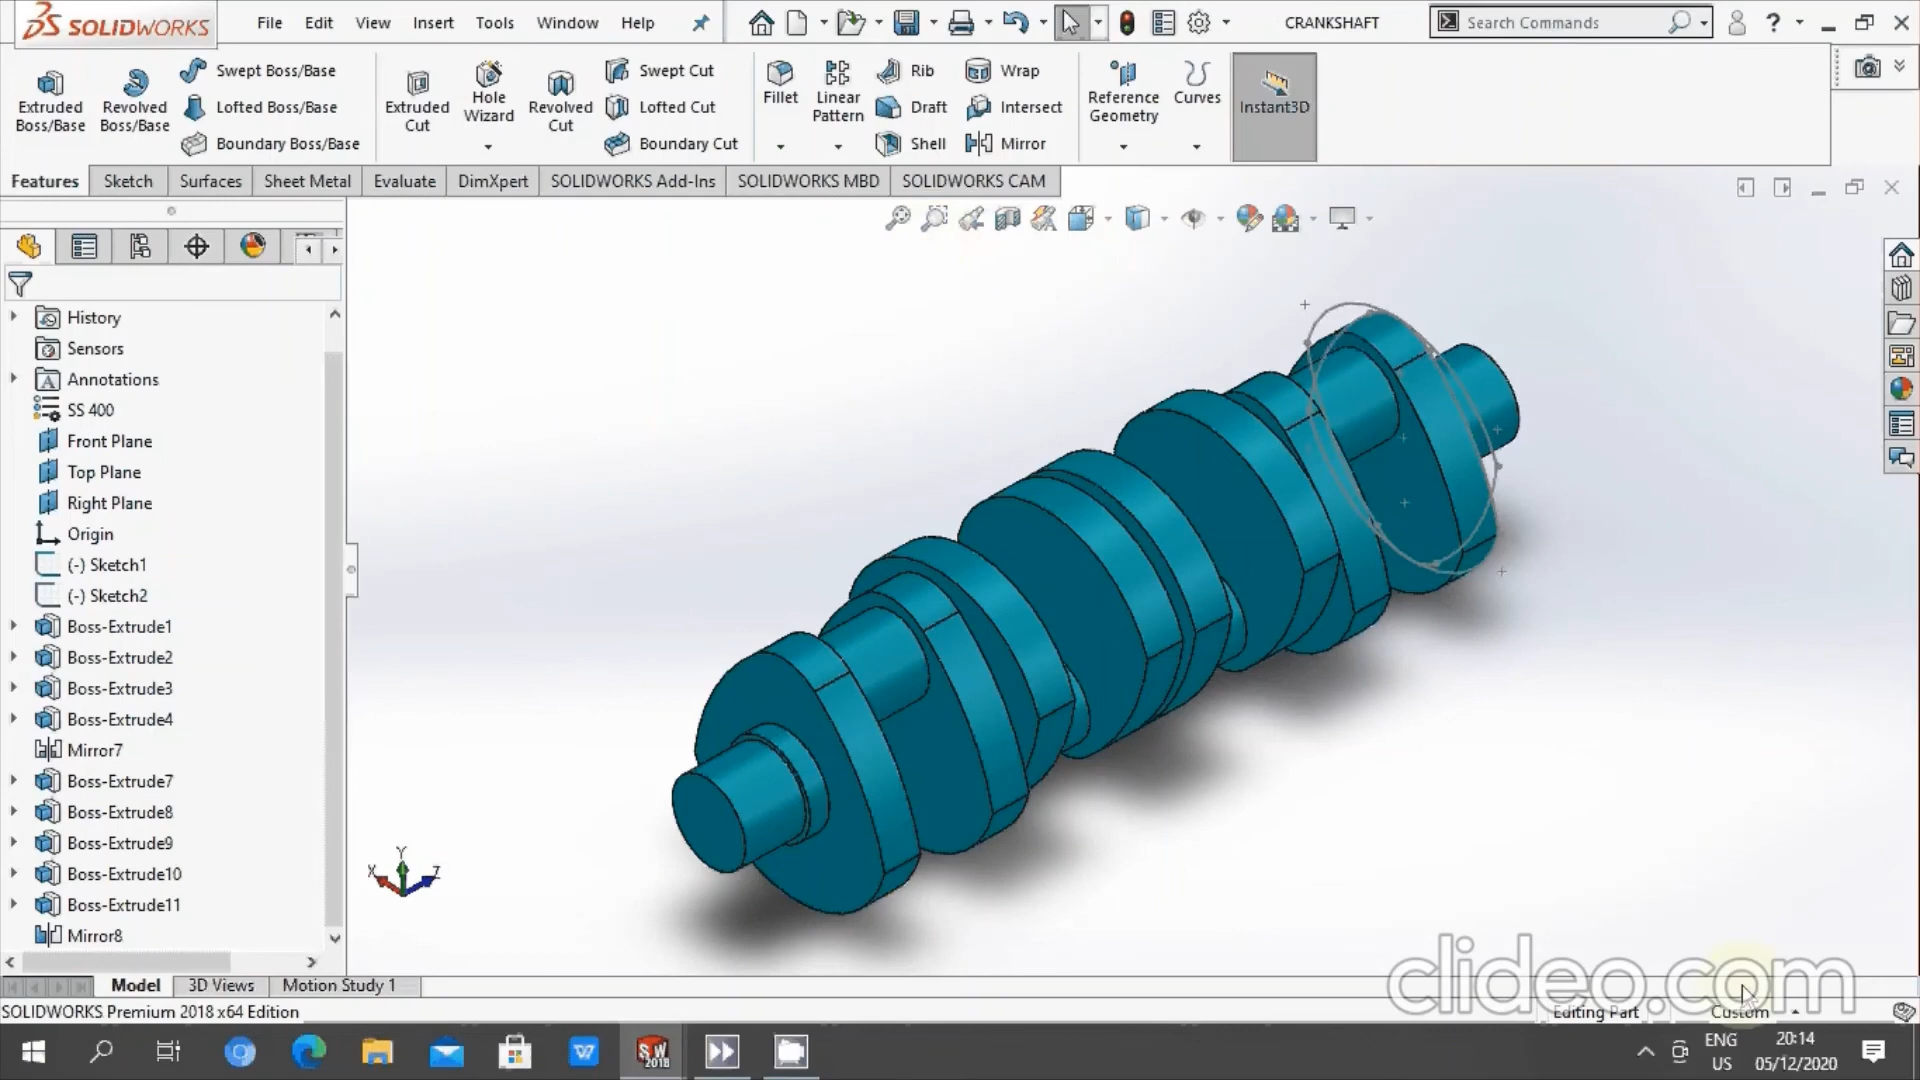 SOLIDWORKS File Edit View Insert Tools Window Help CRANKSHAFT Search Commands ?
Extruded Boss/Base
Revolved Boss/Base
Swept Boss/Base
Lofted Boss/Base
Boundary Boss/Base
Extruded Cut
Hole Wizard
Revolved Cut
Swept Cut
Lofted Cut
Boundary Cut
Fillet
Linear Pattern
Rib
Draft
Shell
Wrap
Intersect
Mirror
Reference Geometry
Curves
Instant3D
Features Sketch Surfaces Sheet Metal Evaluate DimXpert SOLIDWORKS Add-Ins SOLIDWORKS MBD SOLIDWORKS CAM
History
Sensors
Annotations
SS 400
Front Plane
Top Plane
Right Plane
Origin
(-) Sketch1
(-) Sketch2
Boss-Extrude1
Boss-Extrude2
Boss-Extrude3
Boss-Extrude4
Mirror7
Boss-Extrude7
Boss-Extrude8
Boss-Extrude9
Boss-Extrude10
Boss-Extrude11
Mirror8
X Y Z
clideo.com
Model 3D Views Motion Study 1
SOLIDWORKS Premium 2018 x64 Edition Editing Part Custom
SW 2018
ENG 20:14
US 05/12/2020